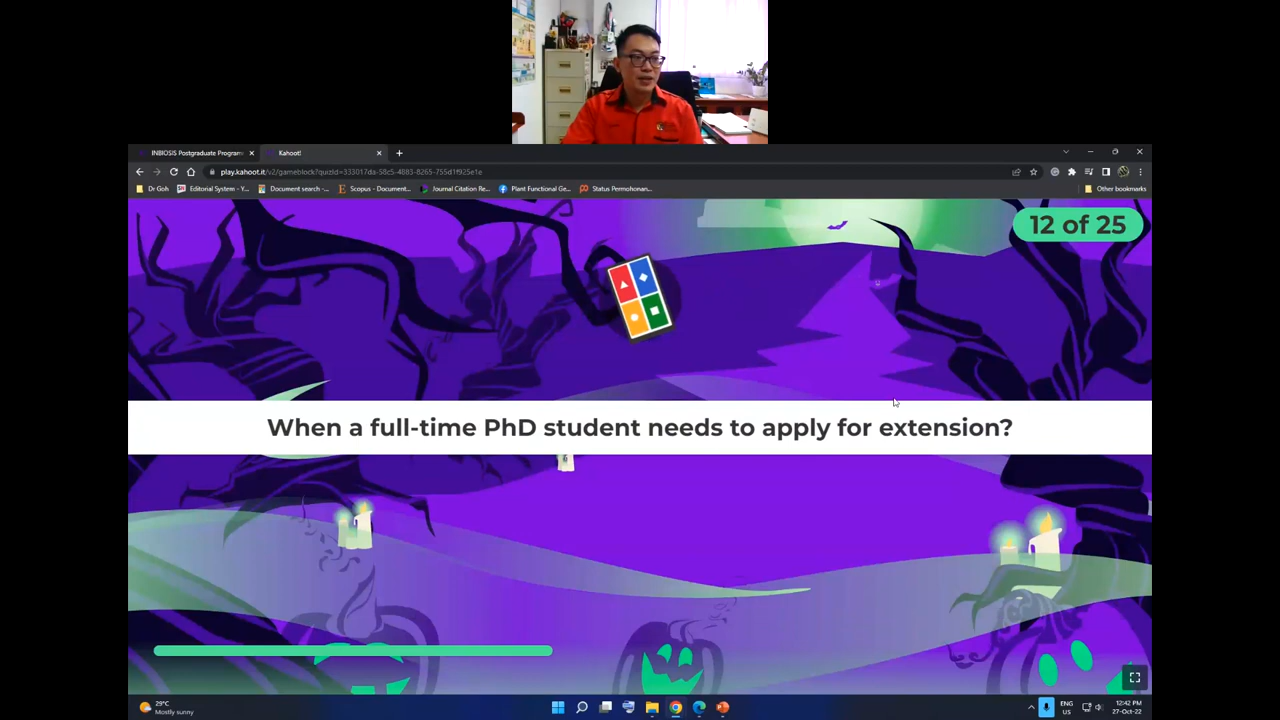 INBIOSIS Postgraduate Program
Kahoot!
play.kahoot.it/v2/gameblock?quizId=333017da-58c5-4883-8265-755d1f925e1e
Dr Goh
Editorial System - Y...
Document search -...
Scopus - Document...
Journal Citation Re...
Plant Functional Ge...
Status Permohonan...
Other bookmarks
12 of 25
When a full-time PhD student needs to apply for extension?
29°C
Mostly sunny
ENG
US
12:42 PM
27-Oct-22